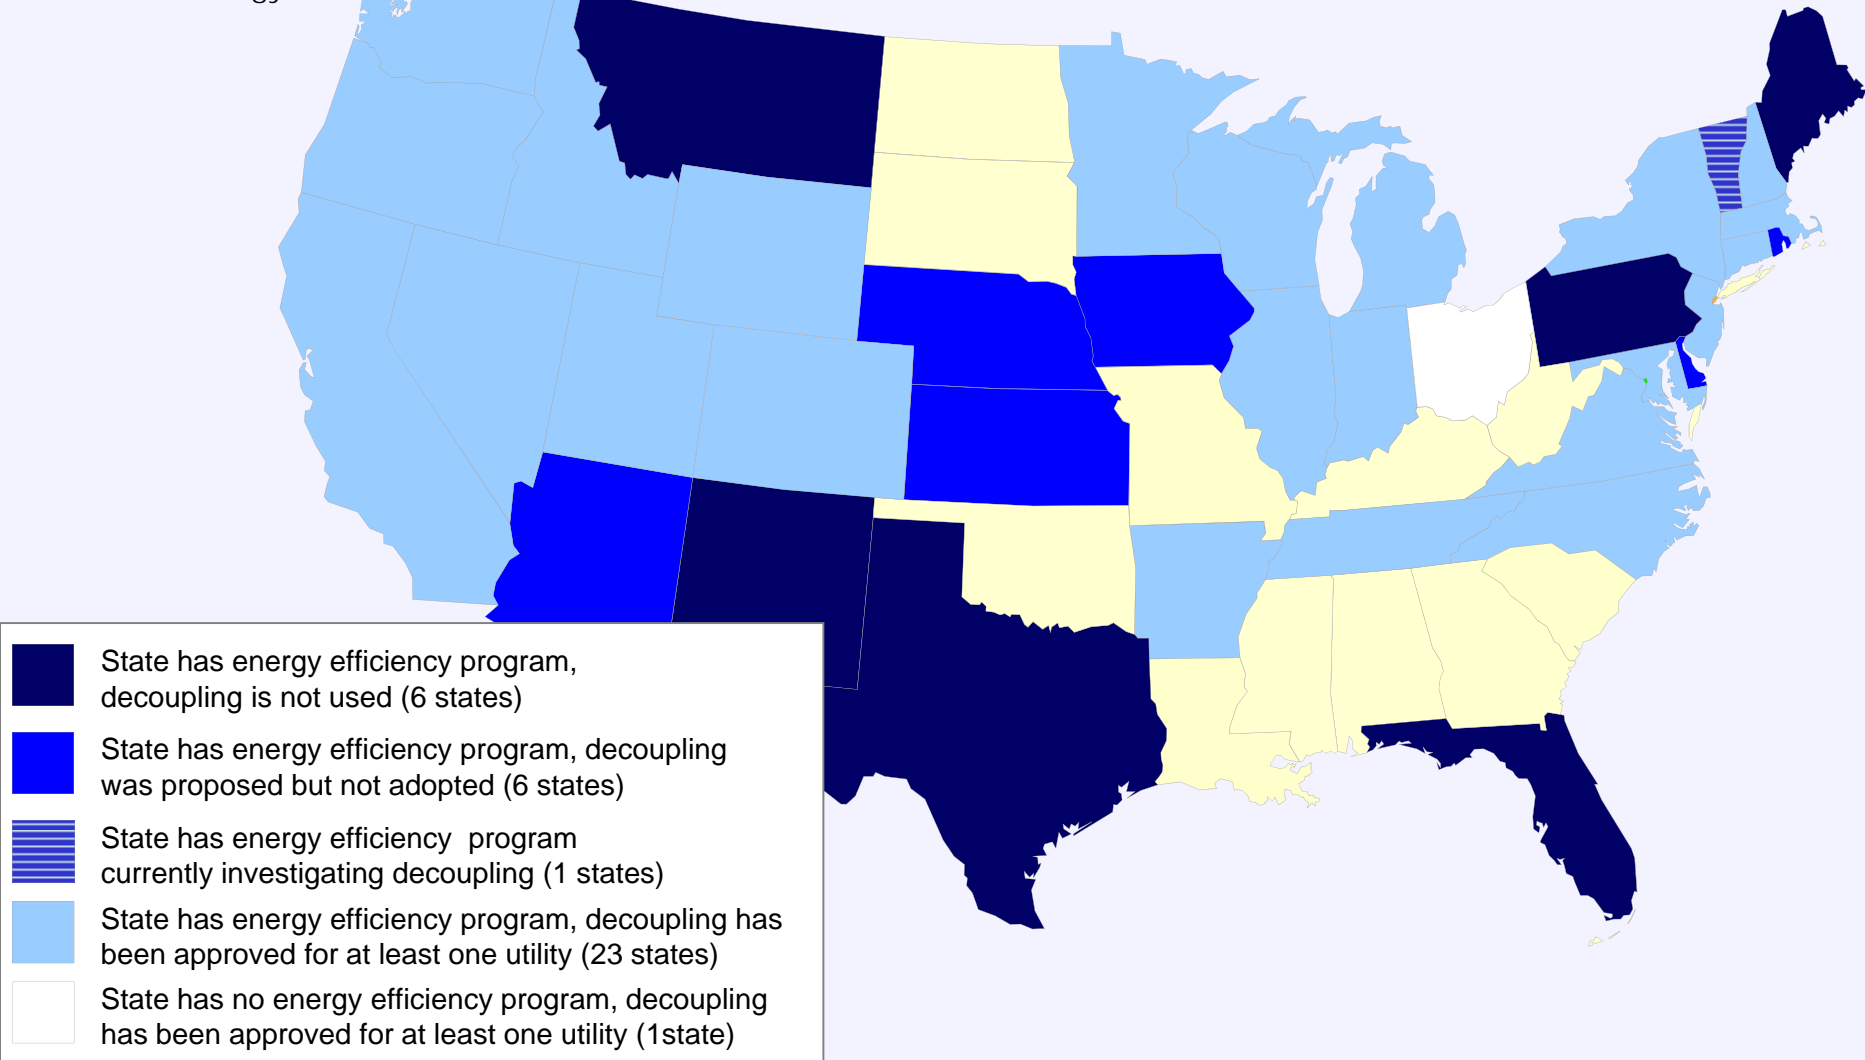 State has energy efficiency program,
decoupling is not used (6 states)
State has energy efficiency program, decoupling
was proposed but not adopted (6 states)
State has energy efficiency  program
currently investigating decoupling (1 states)
State has energy efficiency program, decoupling has
been approved for at least one utility (23 states)
State has no energy efficiency program, decoupling
has been approved for at least one utility (1state)